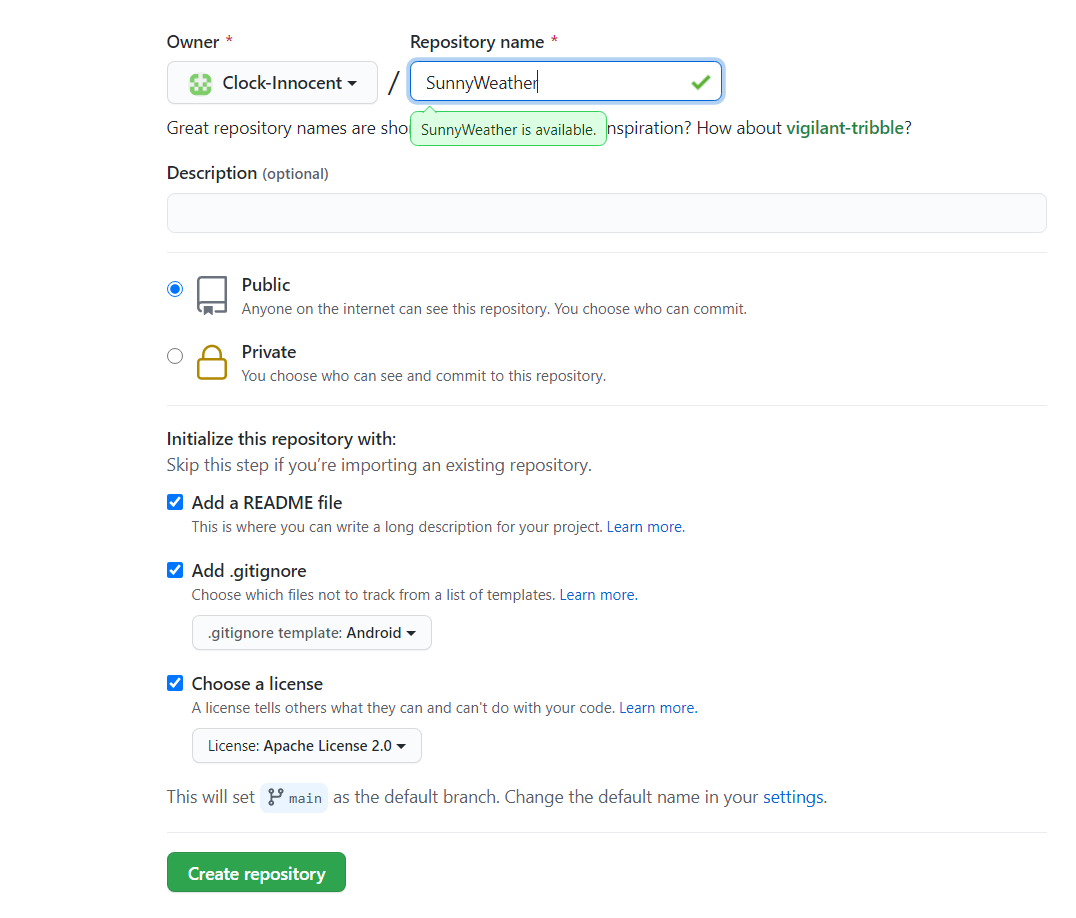 Owner *
Repository name *
Clock-Innocent / SunnyWeather
Great repository names are sho
SunnyWeather is available.
nspiration? How about vigilant-tribble?
Description (optional)
Public
Anyone on the internet can see this repository. You choose who can commit.
Private
You choose who can see and commit to this repository.
Initialize this repository with:
Skip this step if you’re importing an existing repository.
Add a README file
This is where you can write a long description for your project. Learn more.
Add .gitignore
Choose which files not to track from a list of templates. Learn more.
.gitignore template: Android
Choose a license
A license tells others what they can and can't do with your code. Learn more.
License: Apache License 2.0
This will set main as the default branch. Change the default name in your settings.
Create repository